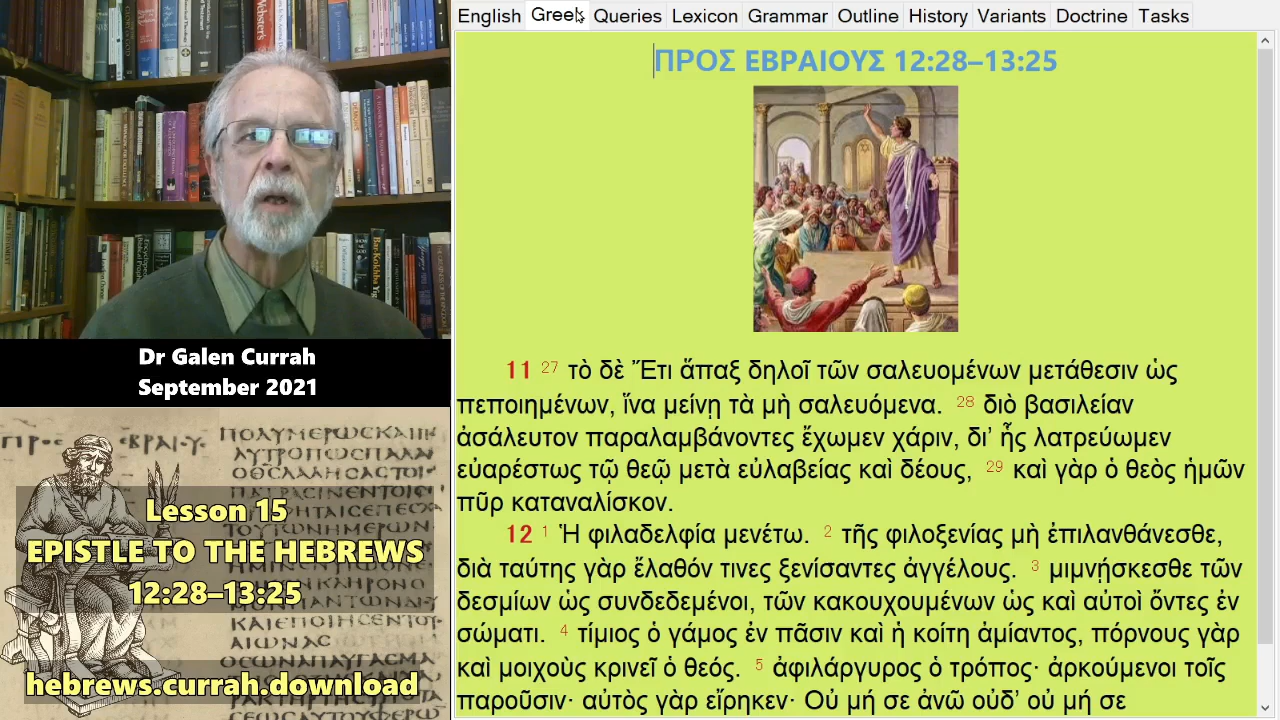 English Greek Queries Lexicon Grammar Outline History Variants Doctrine Tasks
ΠΡΟΣ ΕΒΡΑΙΟΥΣ 12:28–13:25
11 27 τὸ δὲ Ἔτι ἅπαξ δηλοῖ τῶν σαλευομένων μετάθεσιν ὡς
πεποιημένων, ἵνα μείνῃ τὰ μὴ σαλευόμενα. 28 διὸ βασιλείαν
ἀσάλευτον παραλαμβάνοντες ἔχωμεν χάριν, δι’ ἧς λατρεύωμεν
εὐαρέστως τῷ θεῷ μετὰ εὐλαβείας καὶ δέους, 29 καὶ γὰρ ὁ θεὸς ἡμῶν
πῦρ καταναλίσκον.
12 1 Ἡ φιλαδελφία μενέτω. 2 τῆς φιλοξενίας μὴ ἐπιλανθάνεσθε,
διὰ ταύτης γὰρ ἔλαθόν τινες ξενίσαντες ἀγγέλους. 3 μιμνῄσκεσθε τῶν
δεσμίων ὡς συνδεδεμένοι, τῶν κακουχουμένων ὡς καὶ αὐτοὶ ὄντες ἐν
σώματι. 4 τίμιος ὁ γάμος ἐν πᾶσιν καὶ ἡ κοίτη ἀμίαντος, πόρνους γὰρ
καὶ μοιχοὺς κρινεῖ ὁ θεός. 5 ἀφιλάργυρος ὁ τρόπος· ἀρκούμενοι τοῖς
παροῦσιν· αὐτὸς γὰρ εἴρηκεν· Οὐ μή σε ἀνῶ οὐδ’ οὐ μή σε
Dr Galen Currah
September 2021
Lesson 15
EPISTLE TO THE HEBREWS
12:28–13:25
hebrews.currah.download